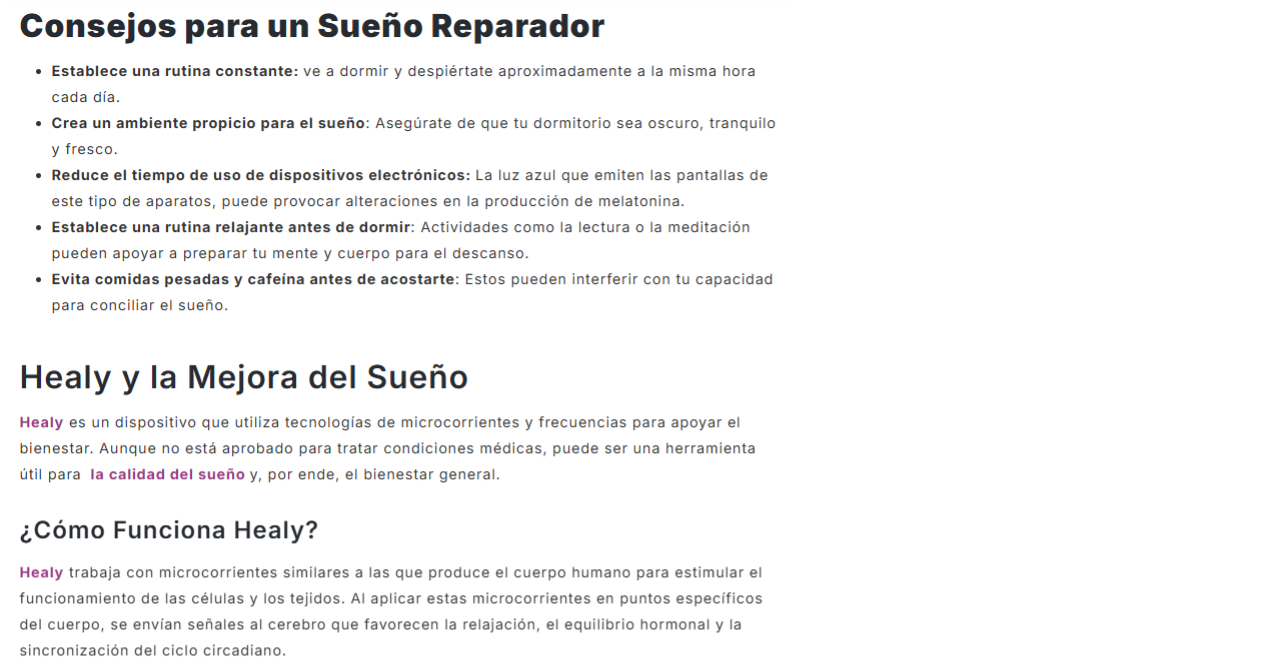 Consejos para un Sueño Reparador
• Establece una rutina constante: ve a dormir y despiértate aproximadamente a la misma hora
cada día.
• Crea un ambiente propicio para el sueño: Asegúrate de que tu dormitorio sea oscuro, tranquilo
y fresco.
• Reduce el tiempo de uso de dispositivos electrónicos: La luz azul que emiten las pantallas de
este tipo de aparatos, puede provocar alteraciones en la producción de melatonina.
• Establece una rutina relajante antes de dormir: Actividades como la lectura o la meditación
pueden apoyar a preparar tu mente y cuerpo para el descanso.
• Evita comidas pesadas y cafeína antes de acostarte: Estos pueden interferir con tu capacidad
para conciliar el sueño.
Healy y la Mejora del Sueño
Healy es un dispositivo que utiliza tecnologías de microcorrientes y frecuencias para apoyar el
bienestar. Aunque no está aprobado para tratar condiciones médicas, puede ser una herramienta
útil para la calidad del sueño y, por ende, el bienestar general.
¿Cómo Funciona Healy?
Healy trabaja con microcorrientes similares a las que produce el cuerpo humano para estimular el
funcionamiento de las células y los tejidos. Al aplicar estas microcorrientes en puntos específicos
del cuerpo, se envían señales al cerebro que favorecen la relajación, el equilibrio hormonal y la
sincronización del ciclo circadiano.